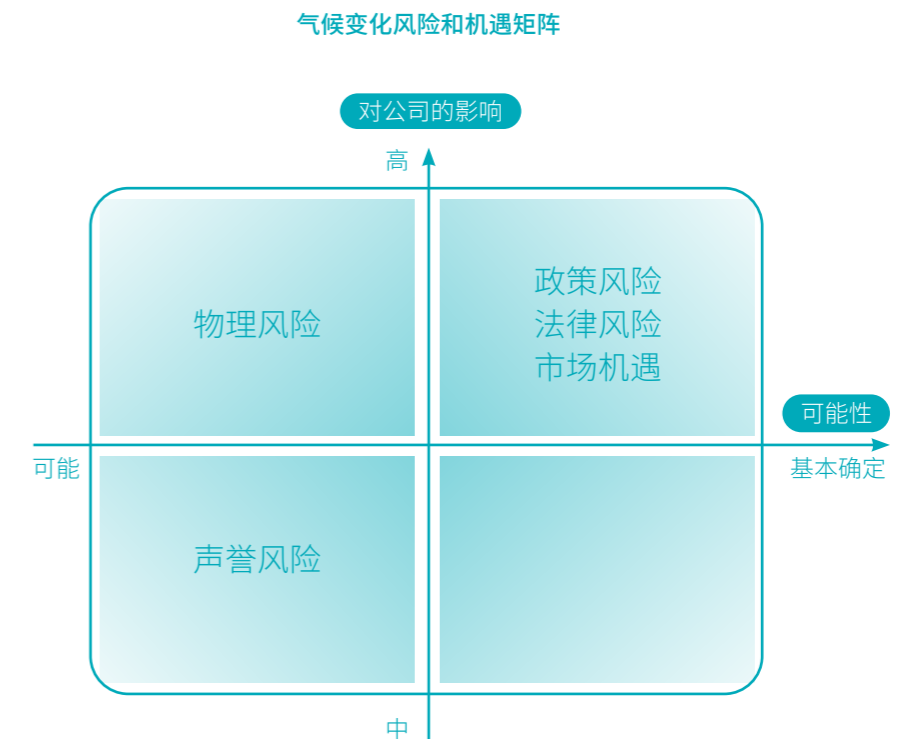 气候变化风险和机遇矩阵
对公司的影响
高
物理风险
政策风险
法律风险
市场机遇
可能性
可能
基本确定
声誉风险
中